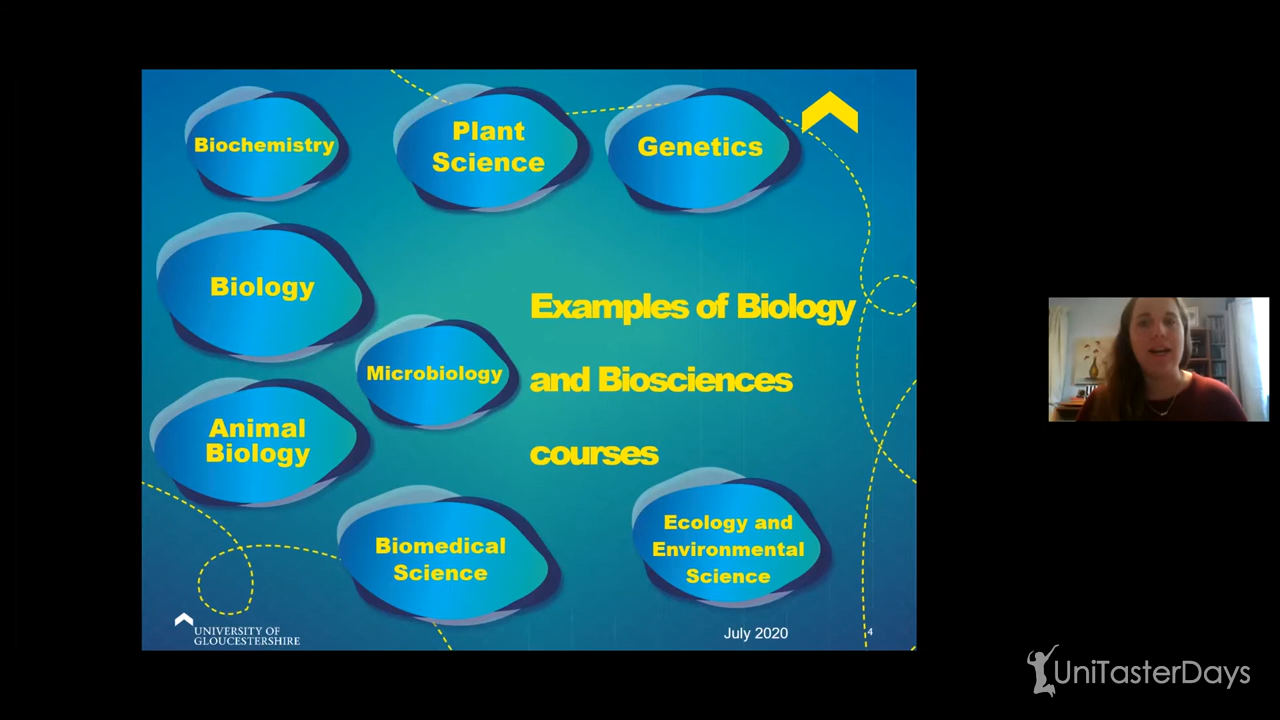 Biochemistry
Plant
Science
Genetics
Biology
Examples of Biology
and Biosciences
courses
Microbiology
Animal
Biology
Biomedical
Science
Ecology and
Environmental
Science
UNIVERSITY OF
GLOUCESTERSHIRE
July 2020
4
UniTasterDays